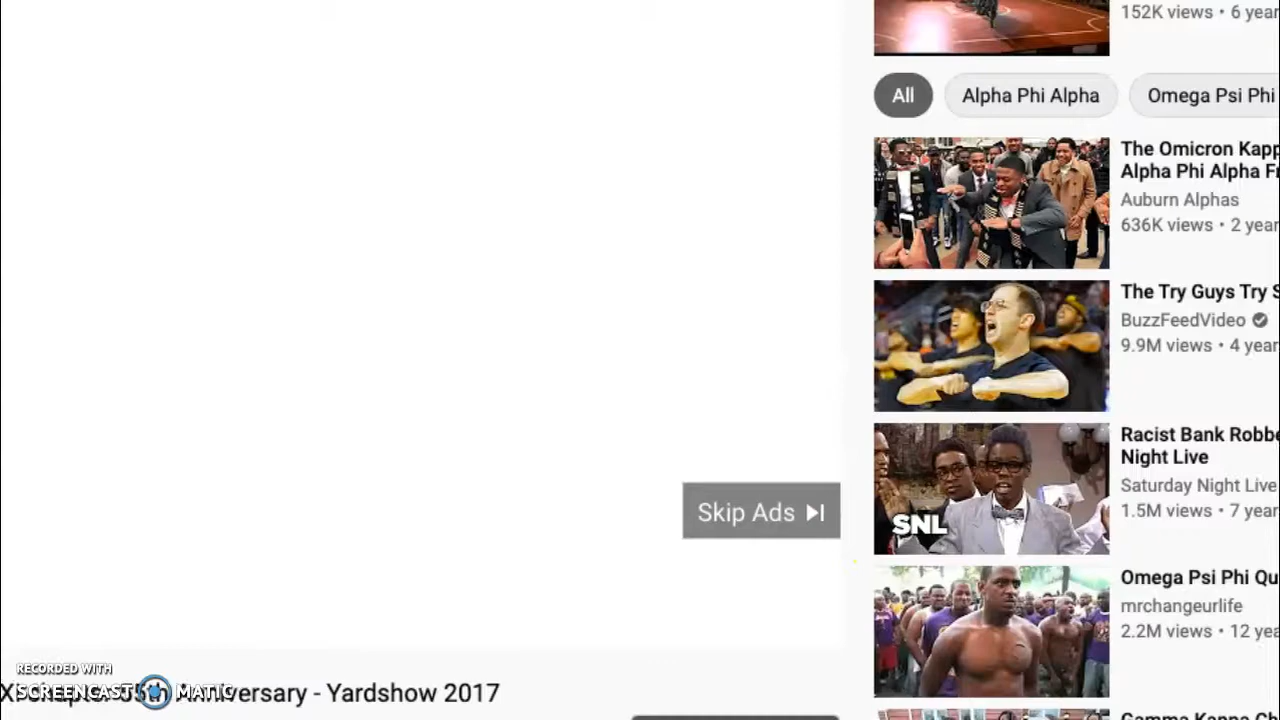 152K views • 6 year
All
Alpha Phi Alpha
Omega Psi Phi
The Omicron Kapp
Alpha Phi Alpha Fr
Auburn Alphas
636K views • 2 year
The Try Guys Try S
BuzzFeedVideo
9.9M views • 4 year
Racist Bank Robbe
Night Live
Saturday Night Live
1.5M views • 7 year
SNL
Skip Ads
Omega Psi Phi Qu
mrchangeurlife
2.2M views • 12 yea
RECORDED WITH
SCREENCAST MATIC
Anniversary - Yardshow 2017